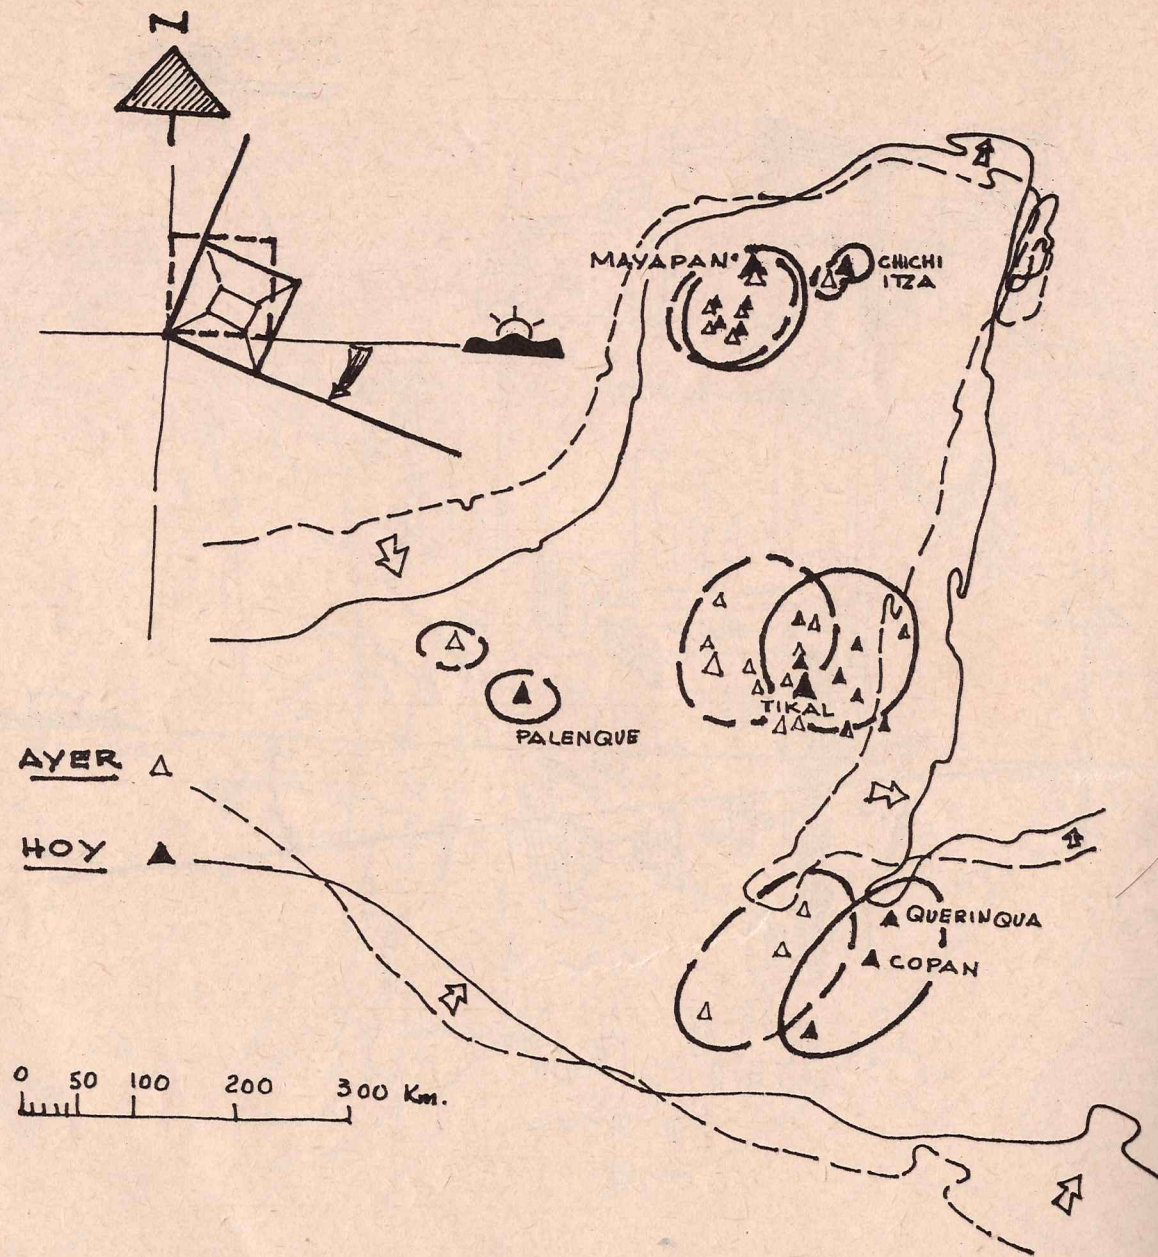 N
MAYAPAN
CHICHI
ITZA
TIKAL
PALENQUE
AYER
HOY
QUERINQUA
COPAN
0 50 100 200 300 Km.